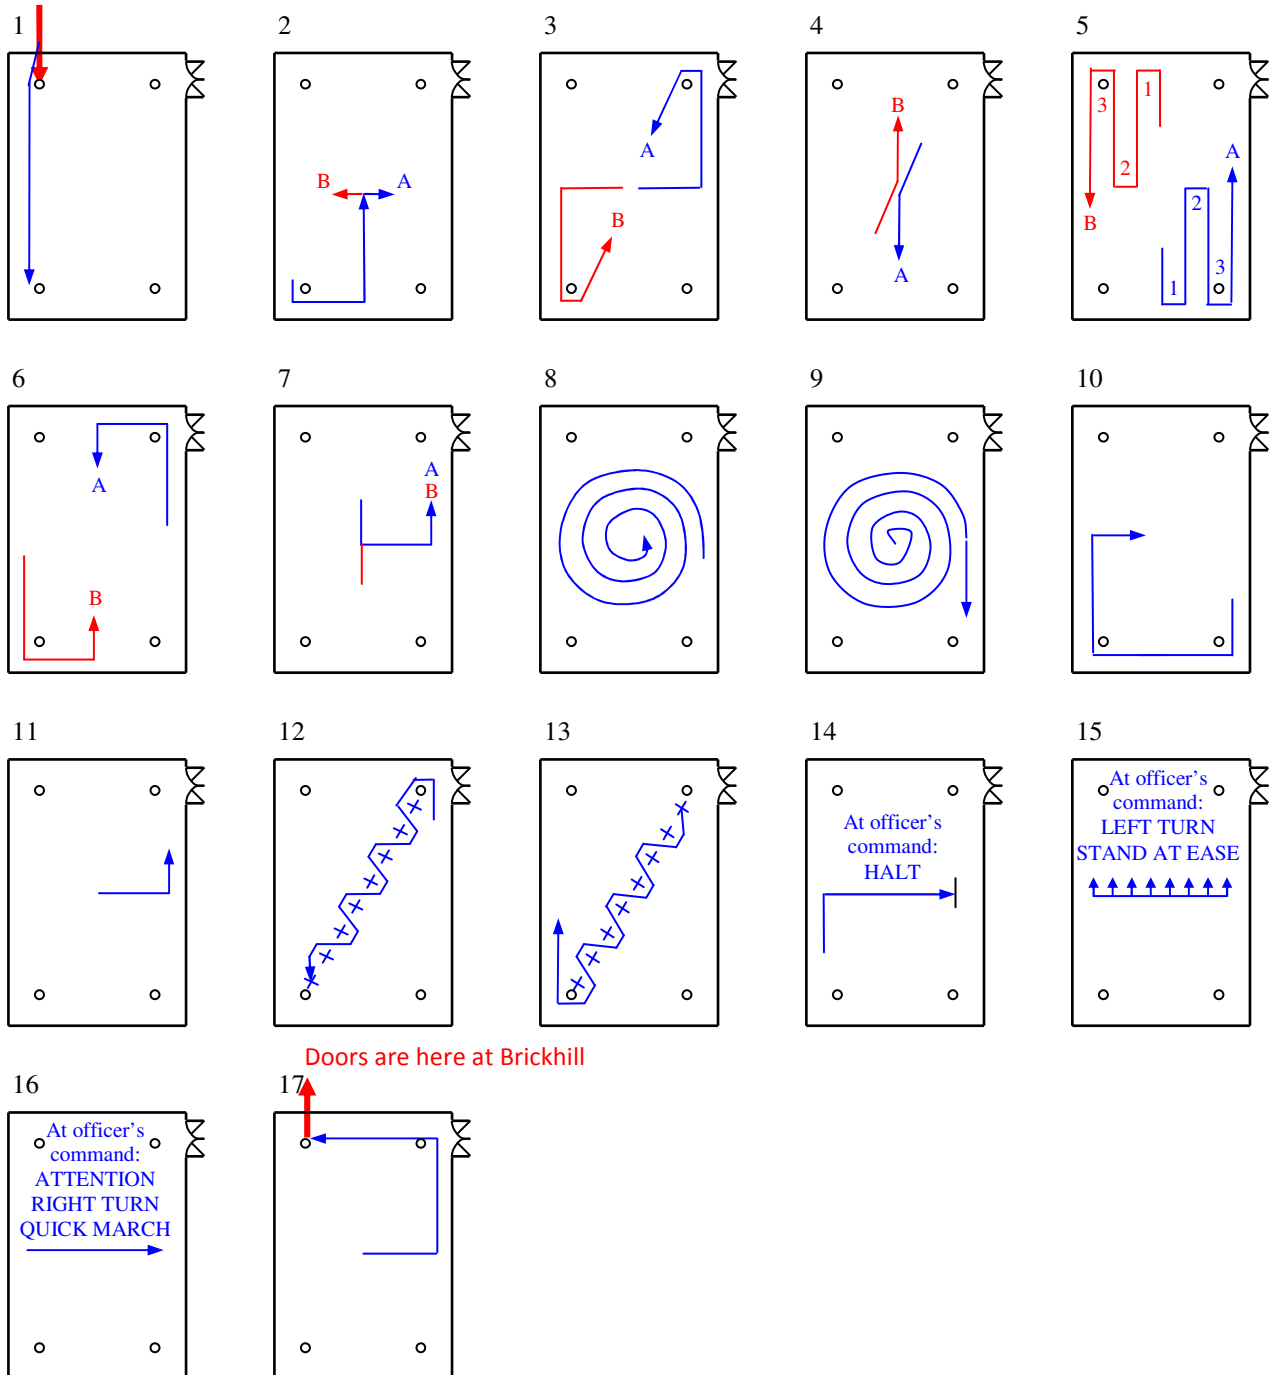 1
2
3
4
5
B
A
A
B
B
A
3
1
2
B
A
2
1
3
6
7
8
9
10
A
B
A
B
11
12
13
14
15
At officer's
command:
HALT
At officer's
command:
LEFT TURN
STAND AT EASE
Doors are here at Brickhill
16
17
At officer's
command:
ATTENTION
RIGHT TURN
QUICK MARCH